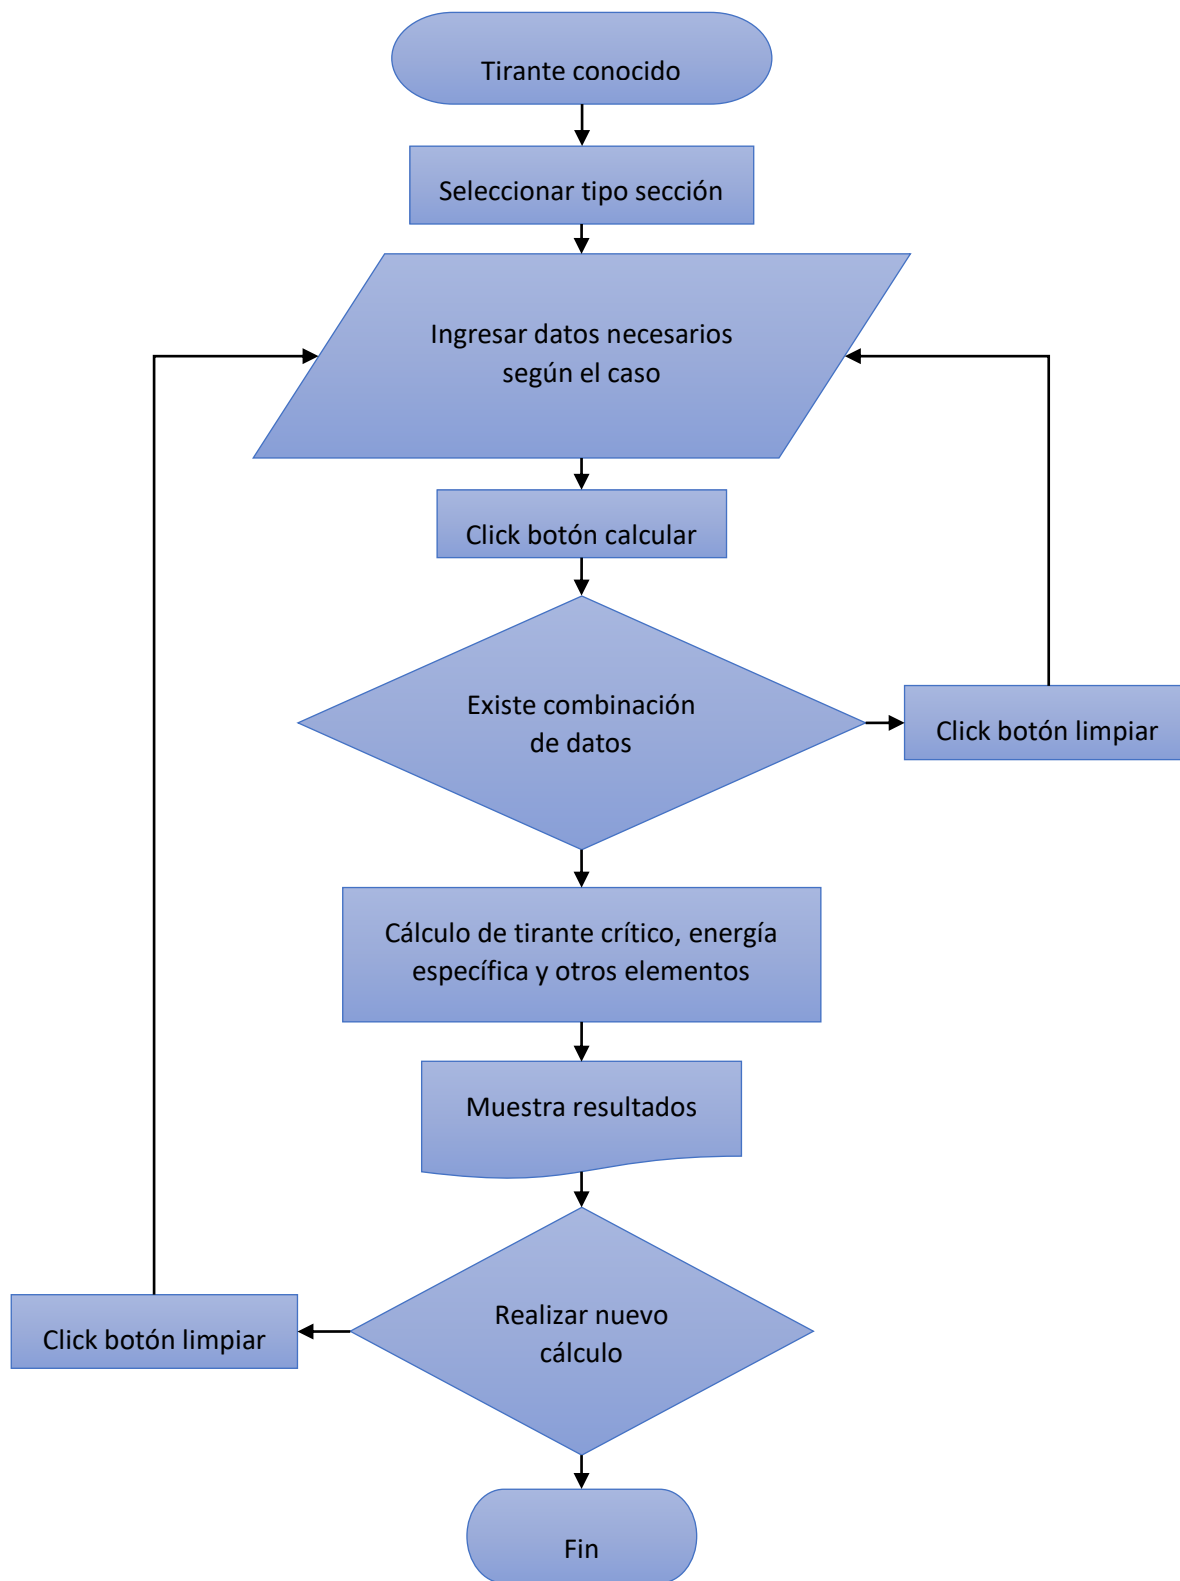 Tirante conocido
Seleccionar tipo sección
Ingresar datos necesarios
según el caso
Click botón calcular
Existe combinación
de datos
Click botón limpiar
Cálculo de tirante crítico, energía
específica y otros elementos
Muestra resultados
Realizar nuevo
cálculo
Click botón limpiar
Fin